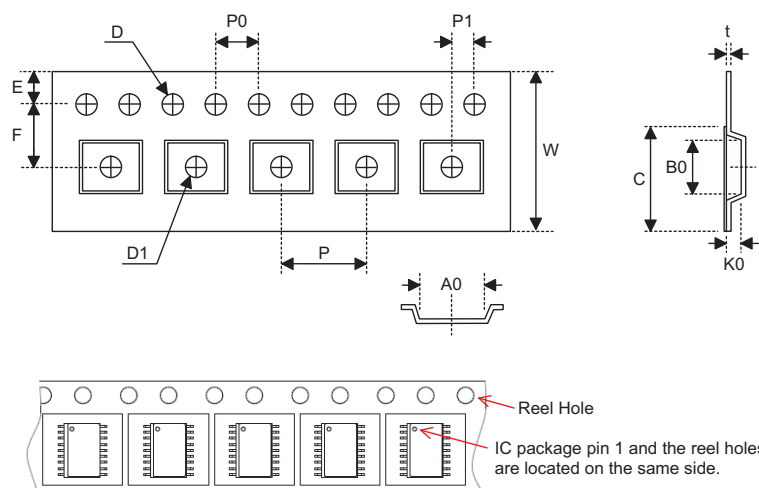 D
P0
P1
t
E
F
W
C
B0
D1
P
K0
A0
Reel Hole
IC package pin 1 and the reel holes
are located on the same side.